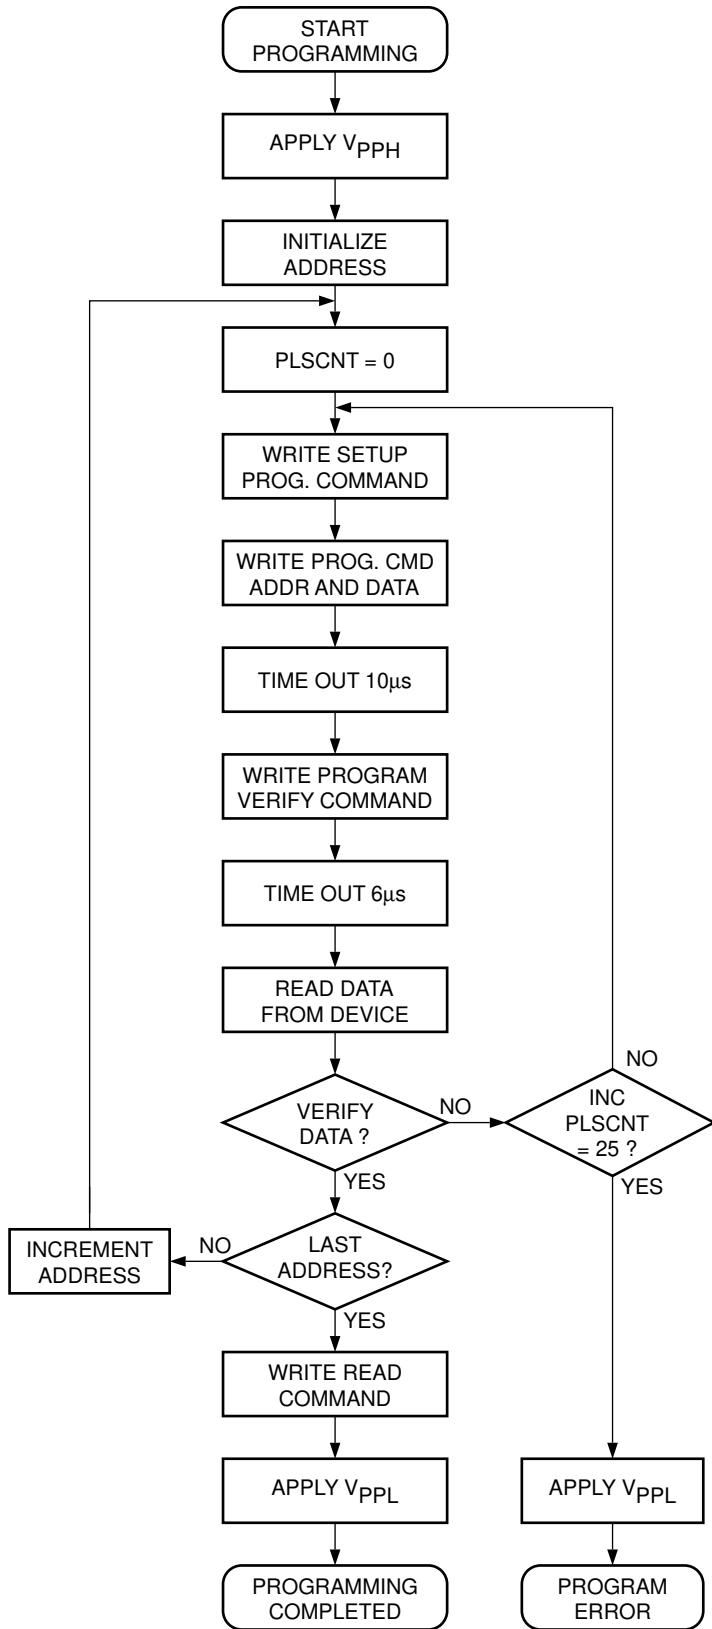 START
PROGRAMMING
APPLY VPPH
INITIALIZE
ADDRESS
PLSCNT = 0
WRITE SETUP
PROG. COMMAND
WRITE PROG. CMD
ADDR AND DATA
TIME OUT 10μs
WRITE PROGRAM
VERIFY COMMAND
TIME OUT 6μs
READ DATA
FROM DEVICE
VERIFY
DATA ?
NO
YES
INC
PLSCNT
= 25 ?
NO
YES
LAST
ADDRESS?
NO
YES
INCREMENT
ADDRESS
WRITE READ
COMMAND
APPLY VPPL
APPLY VPPL
PROGRAMMING
COMPLETED
PROGRAM
ERROR